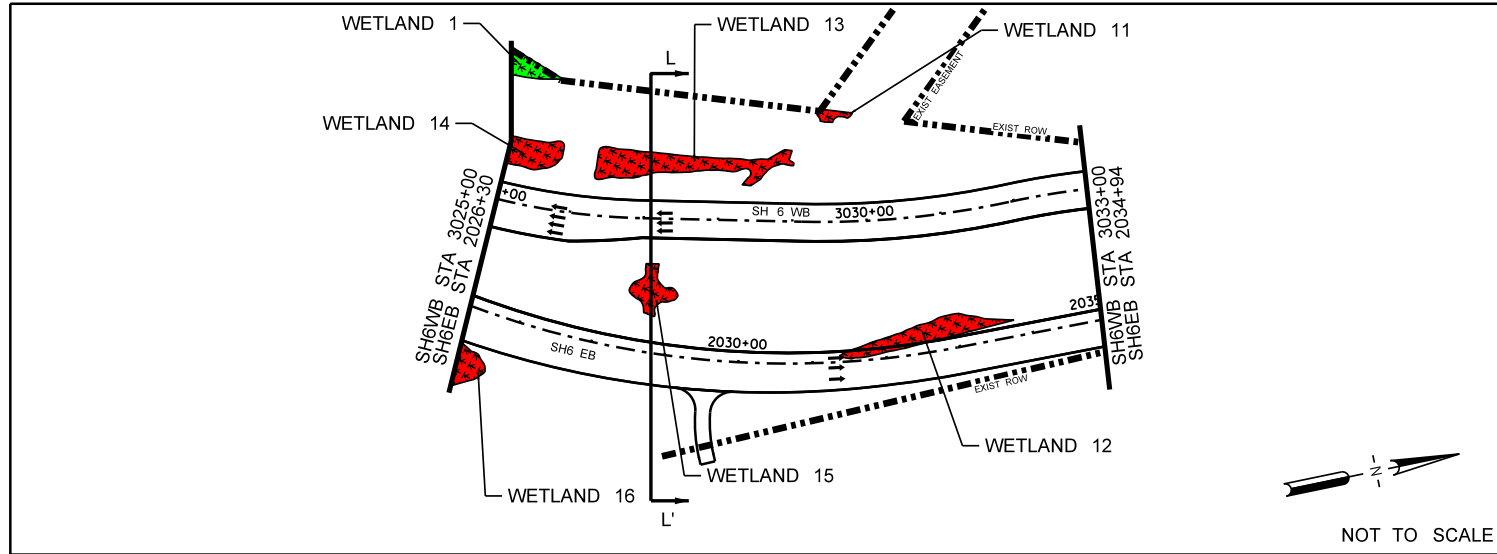 WETLAND 1
WETLAND 13
WETLAND 11
L
EXIST EASEMENT
WETLAND 14
EXIST ROW
SH6WB STA 3025+00
SH6EB STA 2026+30
+00
SH 6 WB
3030+00
SH6WB STA 3033+00
SH6EB STA 2034+94
2035
2030+00
SH6 EB
EXIST ROW
WETLAND 12
WETLAND 15
WETLAND 16
L'
N
NOT TO SCALE